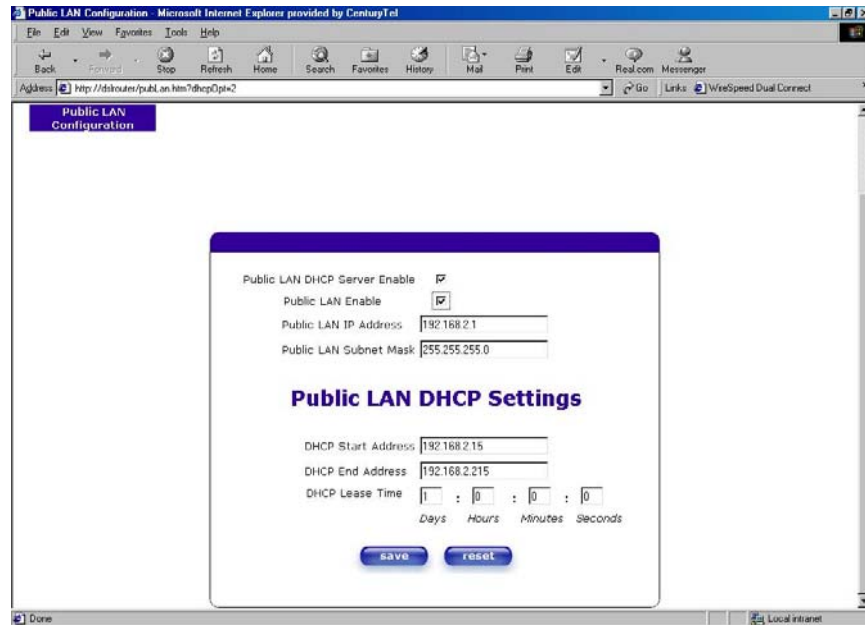 Public LAN Configuration - Microsoft Internet Explorer provided by CenturyTel
File Edit View Favorites Tools Help
Back Forward Stop Refresh Home Search Favorites History Mail Print Edit Real.com Messenger
Address http://dslrouter/pubLan.htm?dhcpOpt=2 Go Links WireSpeed Dual Connect
Public LAN
Configuration
Public LAN DHCP Server Enable
Public LAN Enable
Public LAN IP Address 192.168.2.1
Public LAN Subnet Mask 255.255.255.0
Public LAN DHCP Settings
DHCP Start Address 192.168.2.15
DHCP End Address 192.168.2.215
DHCP Lease Time 1 : 0 : 0 : 0
Days Hours Minutes Seconds
save reset
Done Local intranet